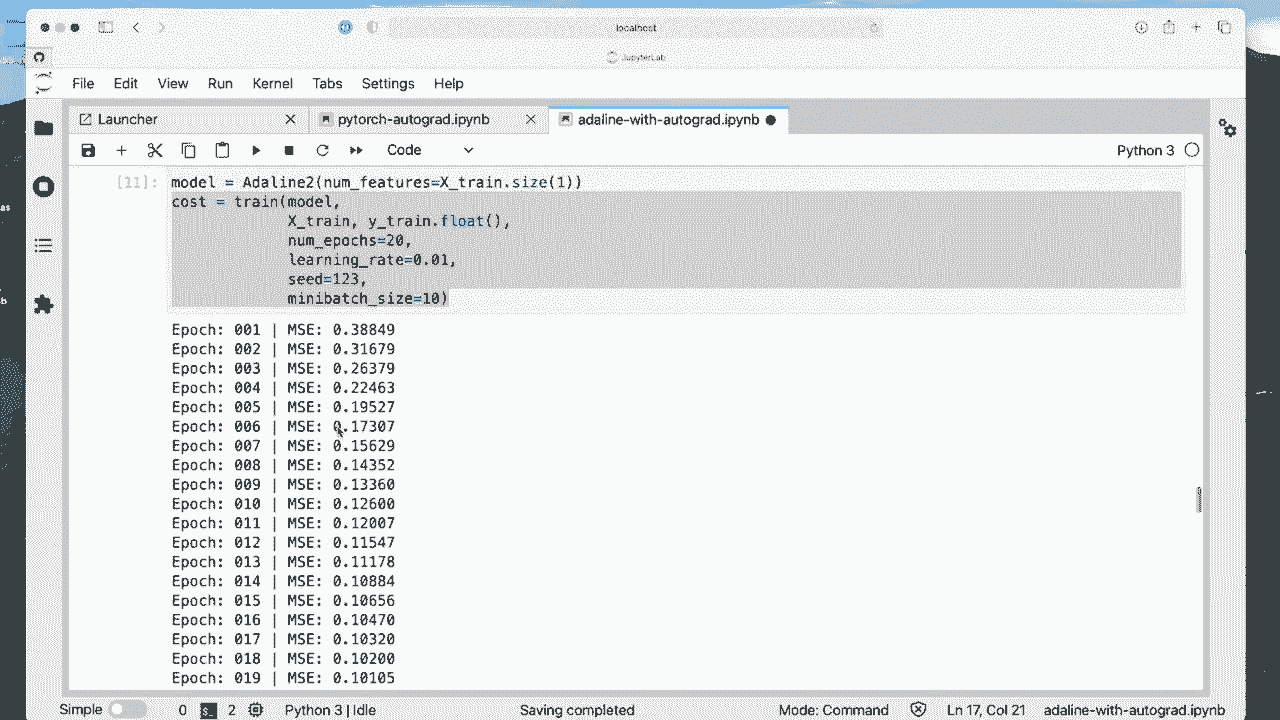 localhost
JupyterLab
File Edit View Run Kernel Tabs Settings Help
Launcher pytorch-autograd.ipynb adaline-with-autograd.ipynb
Code Python 3
[11]: model = Adaline2(num_features=X_train.size(1))
cost = train(model,
X_train, y_train.float(),
num_epochs=20,
learning_rate=0.01,
seed=123,
minibatch_size=10)
Epoch: 001 | MSE: 0.38849
Epoch: 002 | MSE: 0.31679
Epoch: 003 | MSE: 0.26379
Epoch: 004 | MSE: 0.22463
Epoch: 005 | MSE: 0.19527
Epoch: 006 | MSE: 0.17307
Epoch: 007 | MSE: 0.15629
Epoch: 008 | MSE: 0.14352
Epoch: 009 | MSE: 0.13360
Epoch: 010 | MSE: 0.12600
Epoch: 011 | MSE: 0.12007
Epoch: 012 | MSE: 0.11547
Epoch: 013 | MSE: 0.11178
Epoch: 014 | MSE: 0.10884
Epoch: 015 | MSE: 0.10656
Epoch: 016 | MSE: 0.10470
Epoch: 017 | MSE: 0.10320
Epoch: 018 | MSE: 0.10200
Epoch: 019 | MSE: 0.10105
Simple 0 2 Python 3 | Idle Saving completed Mode: Command Ln 17, Col 21 adaline-with-autograd.ipynb